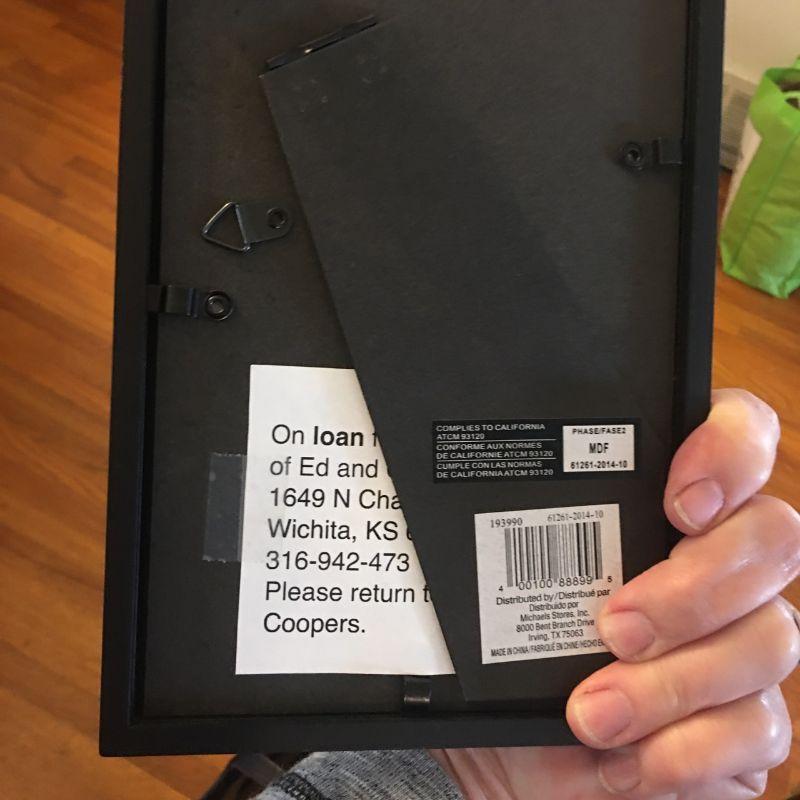 On loan
of Ed and
1649 N
Wichita, KS
316-942-473
Please return
Coopers.
COMPLIES TO CALIFORNIA
ATCM 93120
CONFORME AUX NORMES
DE CALIFORNIE ATCM 93120
CUMPLE CON LAS NORMAS
DE CALIFORNIA ATCM 93120
PHASE/FASE2
MDF
61261-2014-10
193990 61261-2014-10
4 00100 88899 5
Distributed by/Distribué par
Distribuido por
Michaels Stores, Inc.
8000 Bent Branch Drive
Irving, TX 75063
MADE IN CHINA/FABRIQUÉ EN CHINE/HECHO